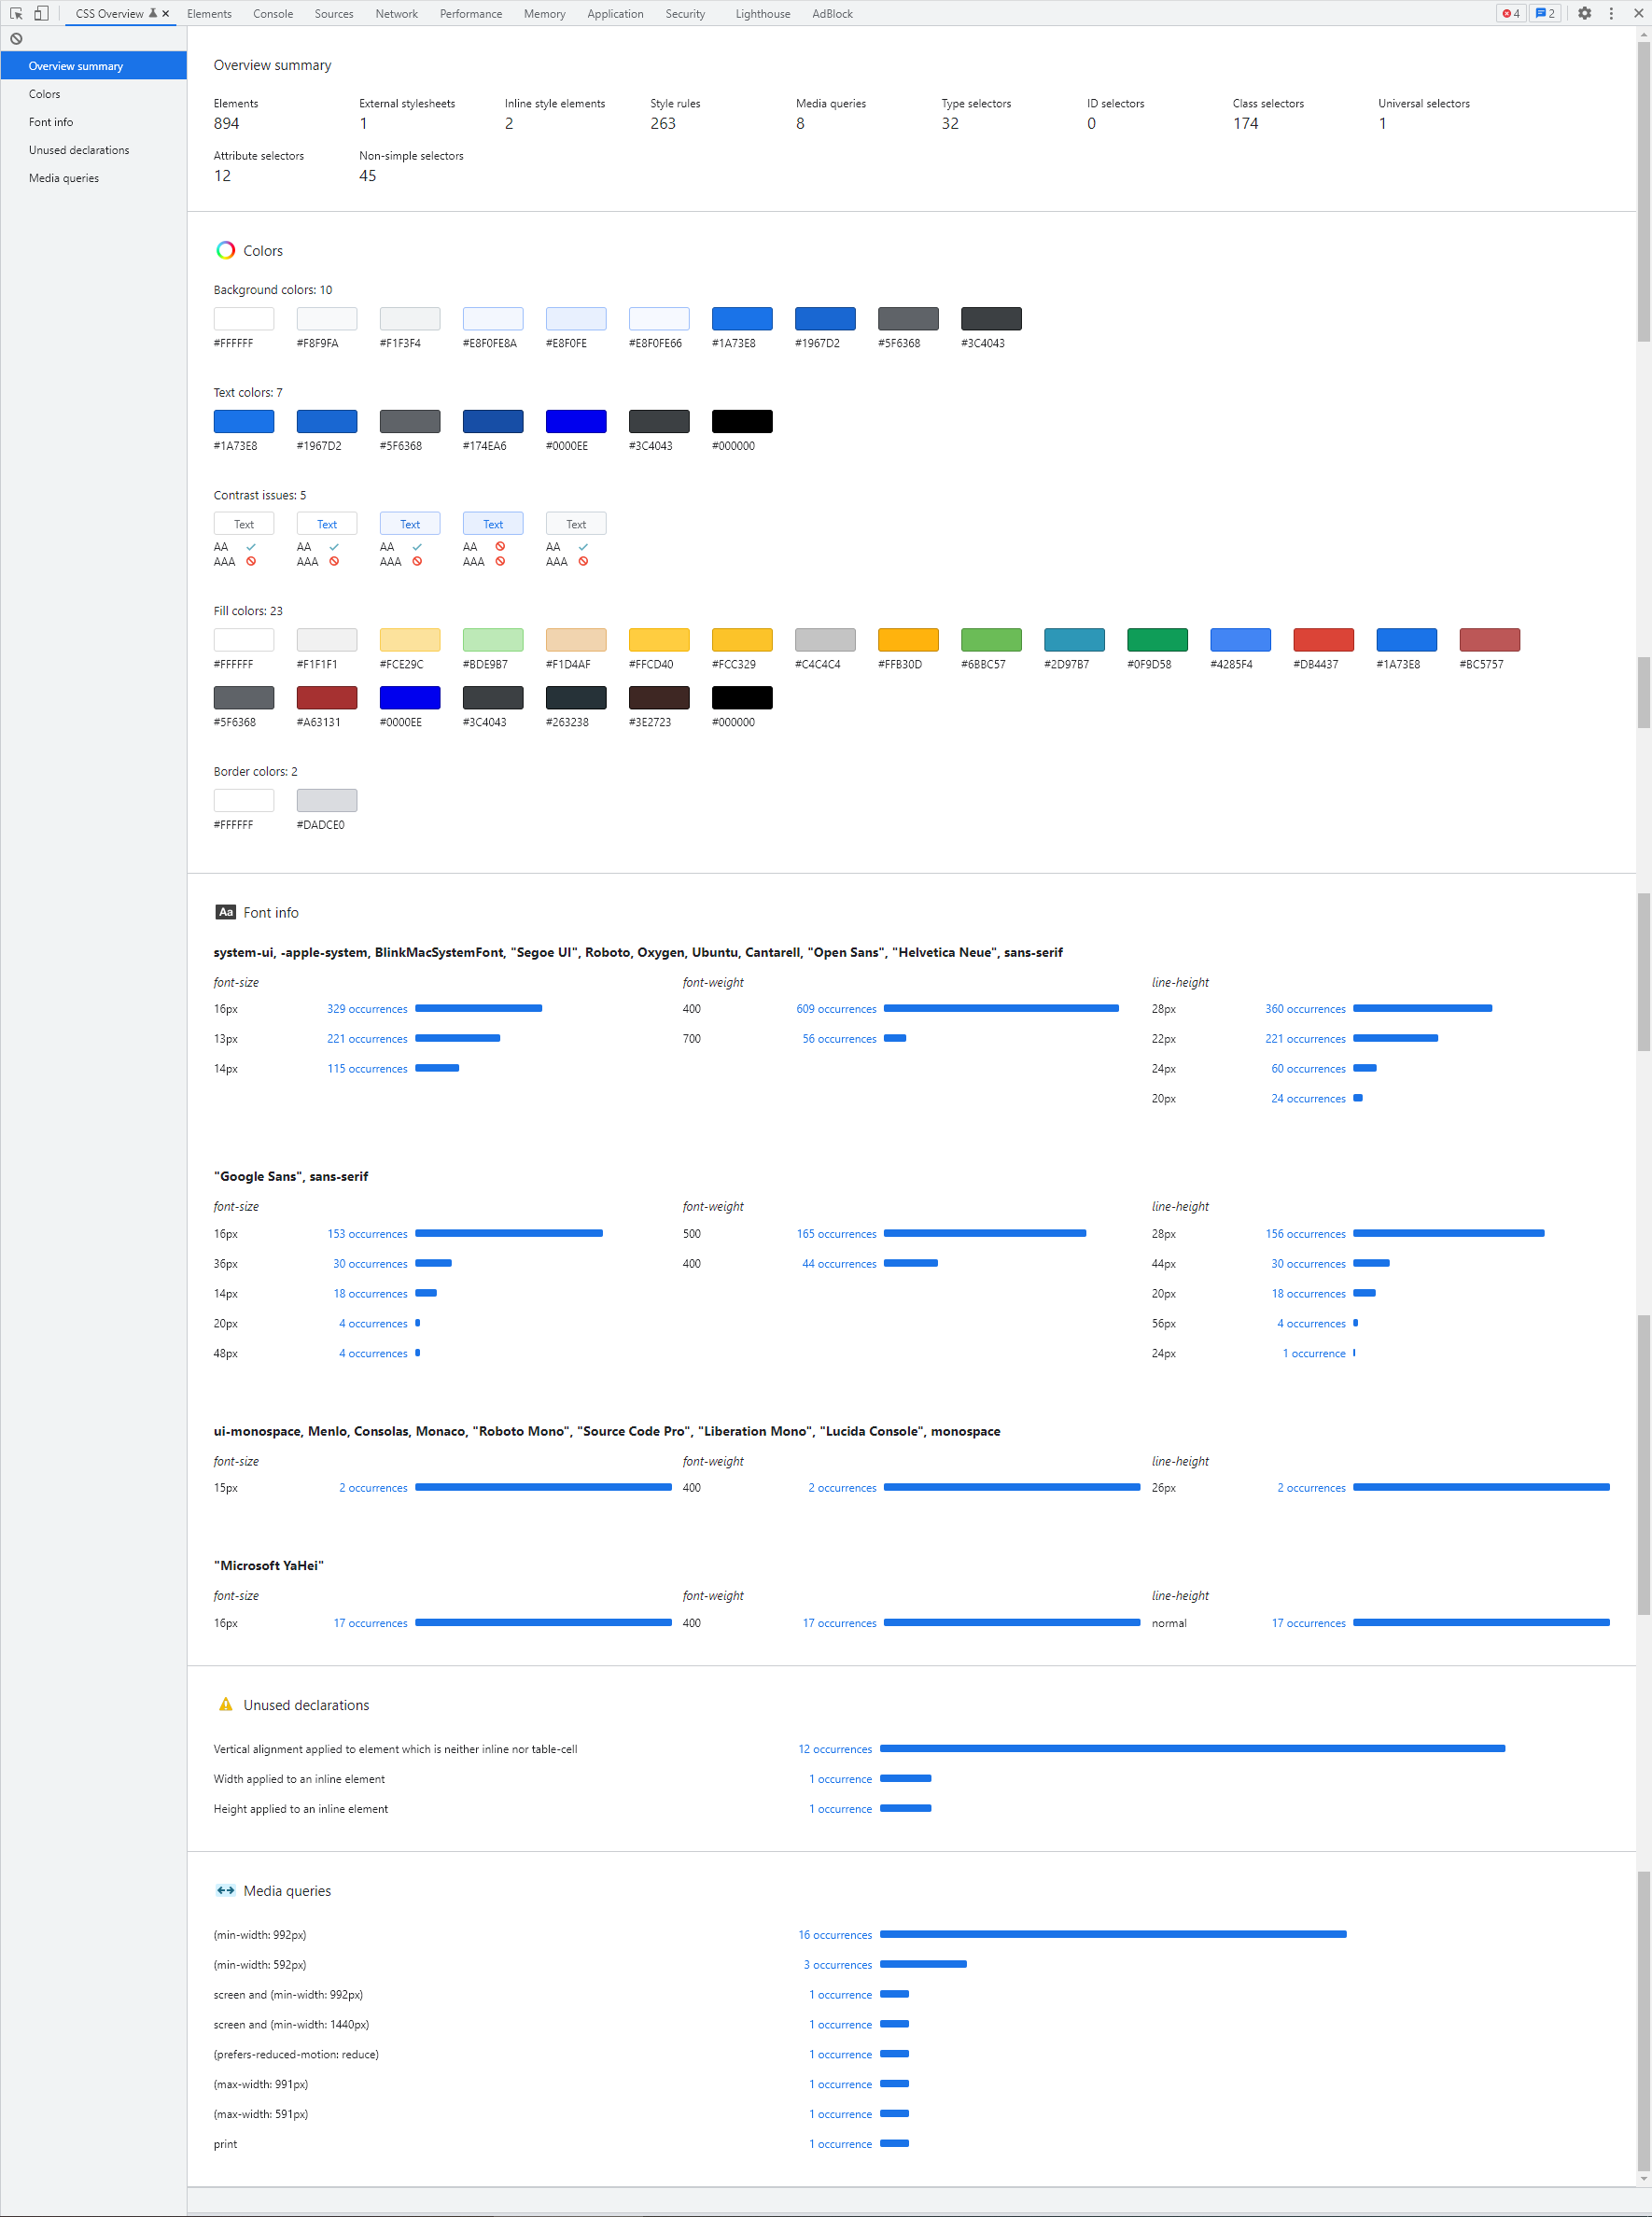 CSS Overview Elements Console Sources Network Performance Memory Application Security Lighthouse AdBlock 4 2
Overview summary
Colors
Font info
Unused declarations
Media queries
Overview summary
Elements External stylesheets Inline style elements Style rules Media queries Type selectors ID selectors Class selectors Universal selectors
894 1 2 263 8 32 0 174 1
Attribute selectors Non-simple selectors
12 45
Colors
Background colors: 10
#FFFFFF #F8F9FA #F1F3F4 #E8F0FE8A #E8F0FE #E8F0FE66 #1A73E8 #1967D2 #5F6368 #3C4043
Text colors: 7
#1A73E8 #1967D2 #5F6368 #174EA6 #0000EE #3C4043 #000000
Contrast issues: 5
Text Text Text Text Text
AA AA AA AA AA
AAA AAA AAA AAA AAA
Fill colors: 23
#FFFFFF #F1F1F1 #FCE29C #BDE9B7 #F1D4AF #FFCD40 #FCC329 #C4C4C4 #FFB30D #6BBC57 #2D97B7 #0F9D58 #4285F4 #DB4437 #1A73E8 #BC5757
#5F6368 #A63131 #0000EE #3C4043 #263238 #3E2723 #000000
Border colors: 2
#FFFFFF #DADCE0
Aa Font info
system-ui, -apple-system, BlinkMacSystemFont, "Segoe UI", Roboto, Oxygen, Ubuntu, Cantarell, "Open Sans", "Helvetica Neue", sans-serif
font-size font-weight line-height
16px 329 occurrences 400 609 occurrences 28px 360 occurrences
13px 221 occurrences 700 56 occurrences 22px 221 occurrences
14px 115 occurrences 24px 60 occurrences
20px 24 occurrences
"Google Sans", sans-serif
font-size font-weight line-height
16px 153 occurrences 500 165 occurrences 28px 156 occurrences
36px 30 occurrences 400 44 occurrences 44px 30 occurrences
14px 18 occurrences 20px 18 occurrences
20px 4 occurrences 56px 4 occurrences
48px 4 occurrences 24px 1 occurrence
ui-monospace, Menlo, Consolas, Monaco, "Roboto Mono", "Source Code Pro", "Liberation Mono", "Lucida Console", monospace
font-size font-weight line-height
15px 2 occurrences 400 2 occurrences 26px 2 occurrences
"Microsoft YaHei"
font-size font-weight line-height
16px 17 occurrences 400 17 occurrences normal 17 occurrences
Unused declarations
Vertical alignment applied to element which is neither inline nor table-cell 12 occurrences
Width applied to an inline element 1 occurrence
Height applied to an inline element 1 occurrence
Media queries
(min-width: 992px) 16 occurrences
(min-width: 592px) 3 occurrences
screen and (min-width: 992px) 1 occurrence
screen and (min-width: 1440px) 1 occurrence
(prefers-reduced-motion: reduce) 1 occurrence
(max-width: 991px) 1 occurrence
(max-width: 591px) 1 occurrence
print 1 occurrence